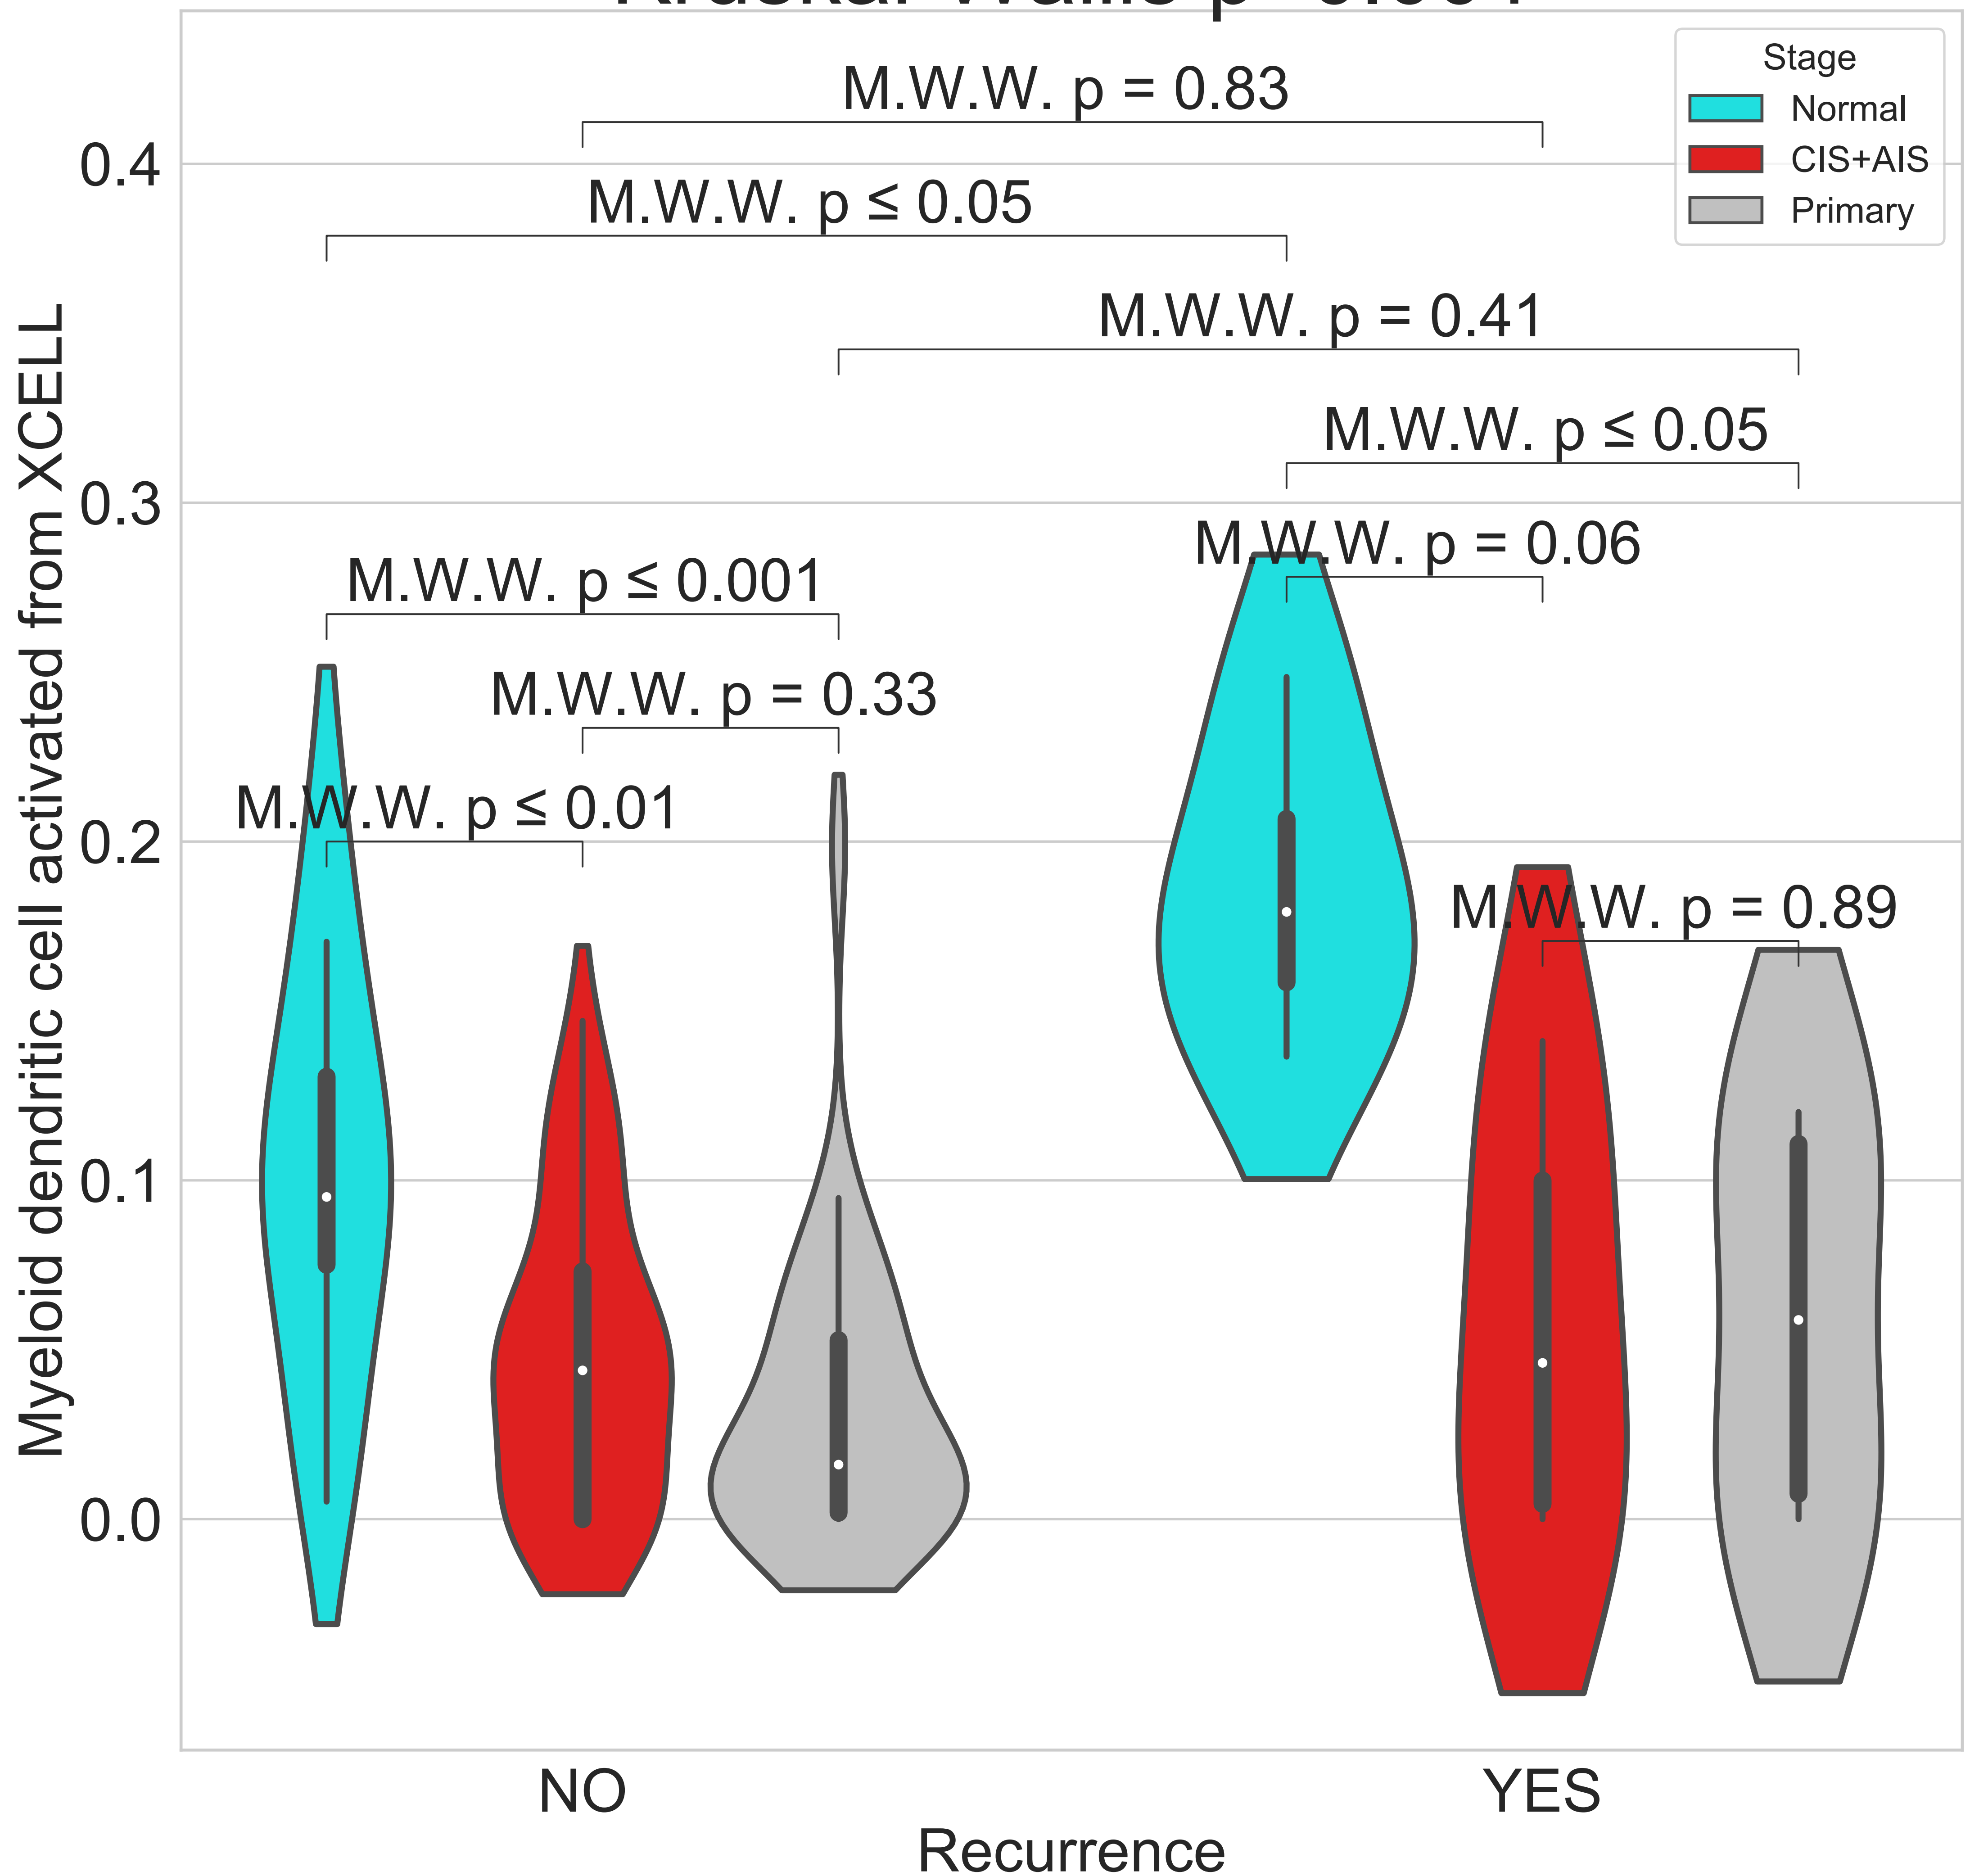 M.W.W. p = 0.83
M.W.W. p ≤ 0.05
M.W.W. p = 0.41
M.W.W. p ≤ 0.05
M.W.W. p = 0.06
M.W.W. p ≤ 0.001
M.W.W. p = 0.33
M.W.W. p ≤ 0.01
M.W.W. p = 0.89
Stage
Normal
CIS+AIS
Primary
Myeloid dendritic cell activated from XCELL
0.4
0.3
0.2
0.1
0.0
NO
YES
Recurrence